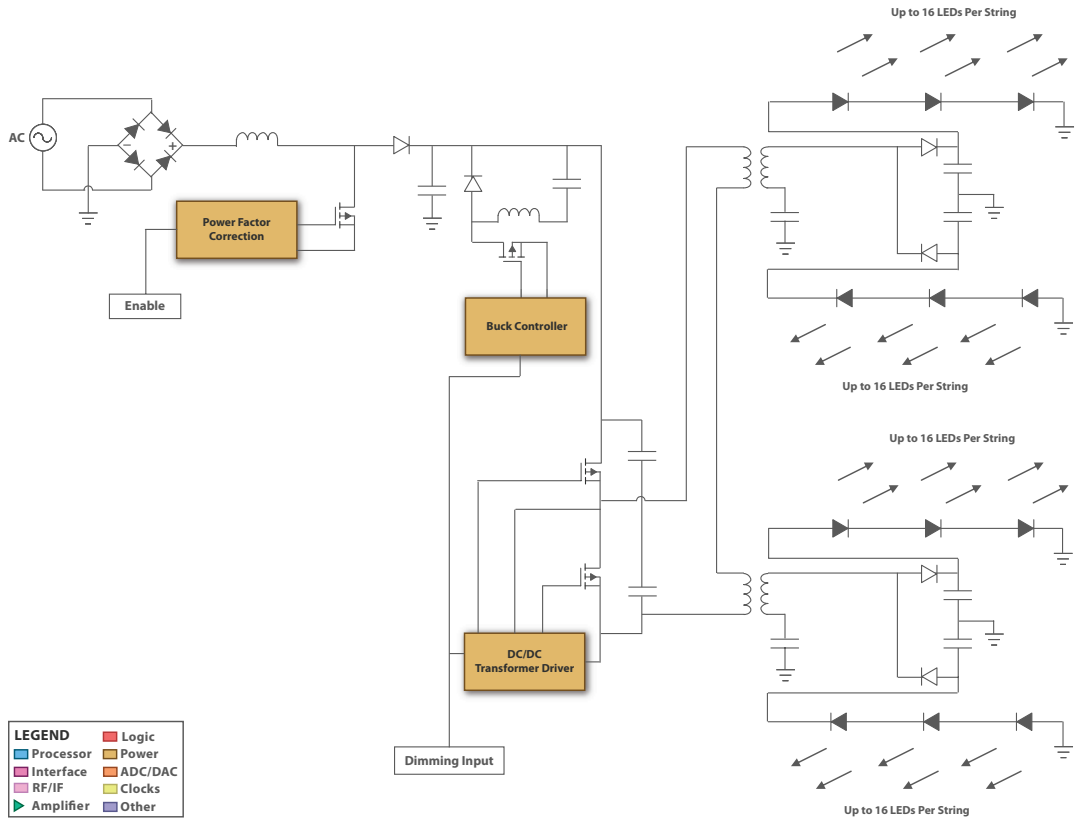 Up to 16 LEDs Per String
AC
−
+
Power Factor
Correction
Enable
Buck Controller
Up to 16 LEDs Per String
Up to 16 LEDs Per String
DC/DC
Transformer Driver
Dimming Input
Up to 16 LEDs Per String
LEGEND
Processor
Interface
RF/IF
Amplifier
Logic
Power
ADC/DAC
Clocks
Other